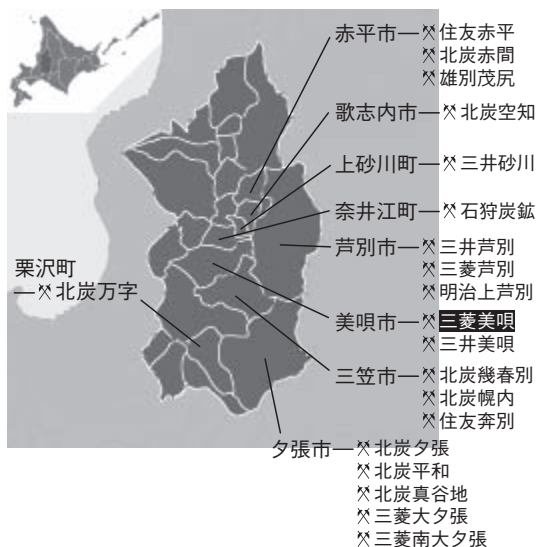 赤平市 住友赤平
北炭赤間
雄別茂尻
歌志内市 北炭空知
上砂川町 三井砂川
奈井江町 石狩炭鉱
芦別市 三井芦別
三菱芦別
明治上芦別
栗沢町
北炭万字
美唄市 三菱美唄
三井美唄
三笠市 北炭幾春別
北炭幌内
住友奔別
夕張市 北炭夕張
北炭平和
北炭真谷地
三菱大夕張
三菱南大夕張